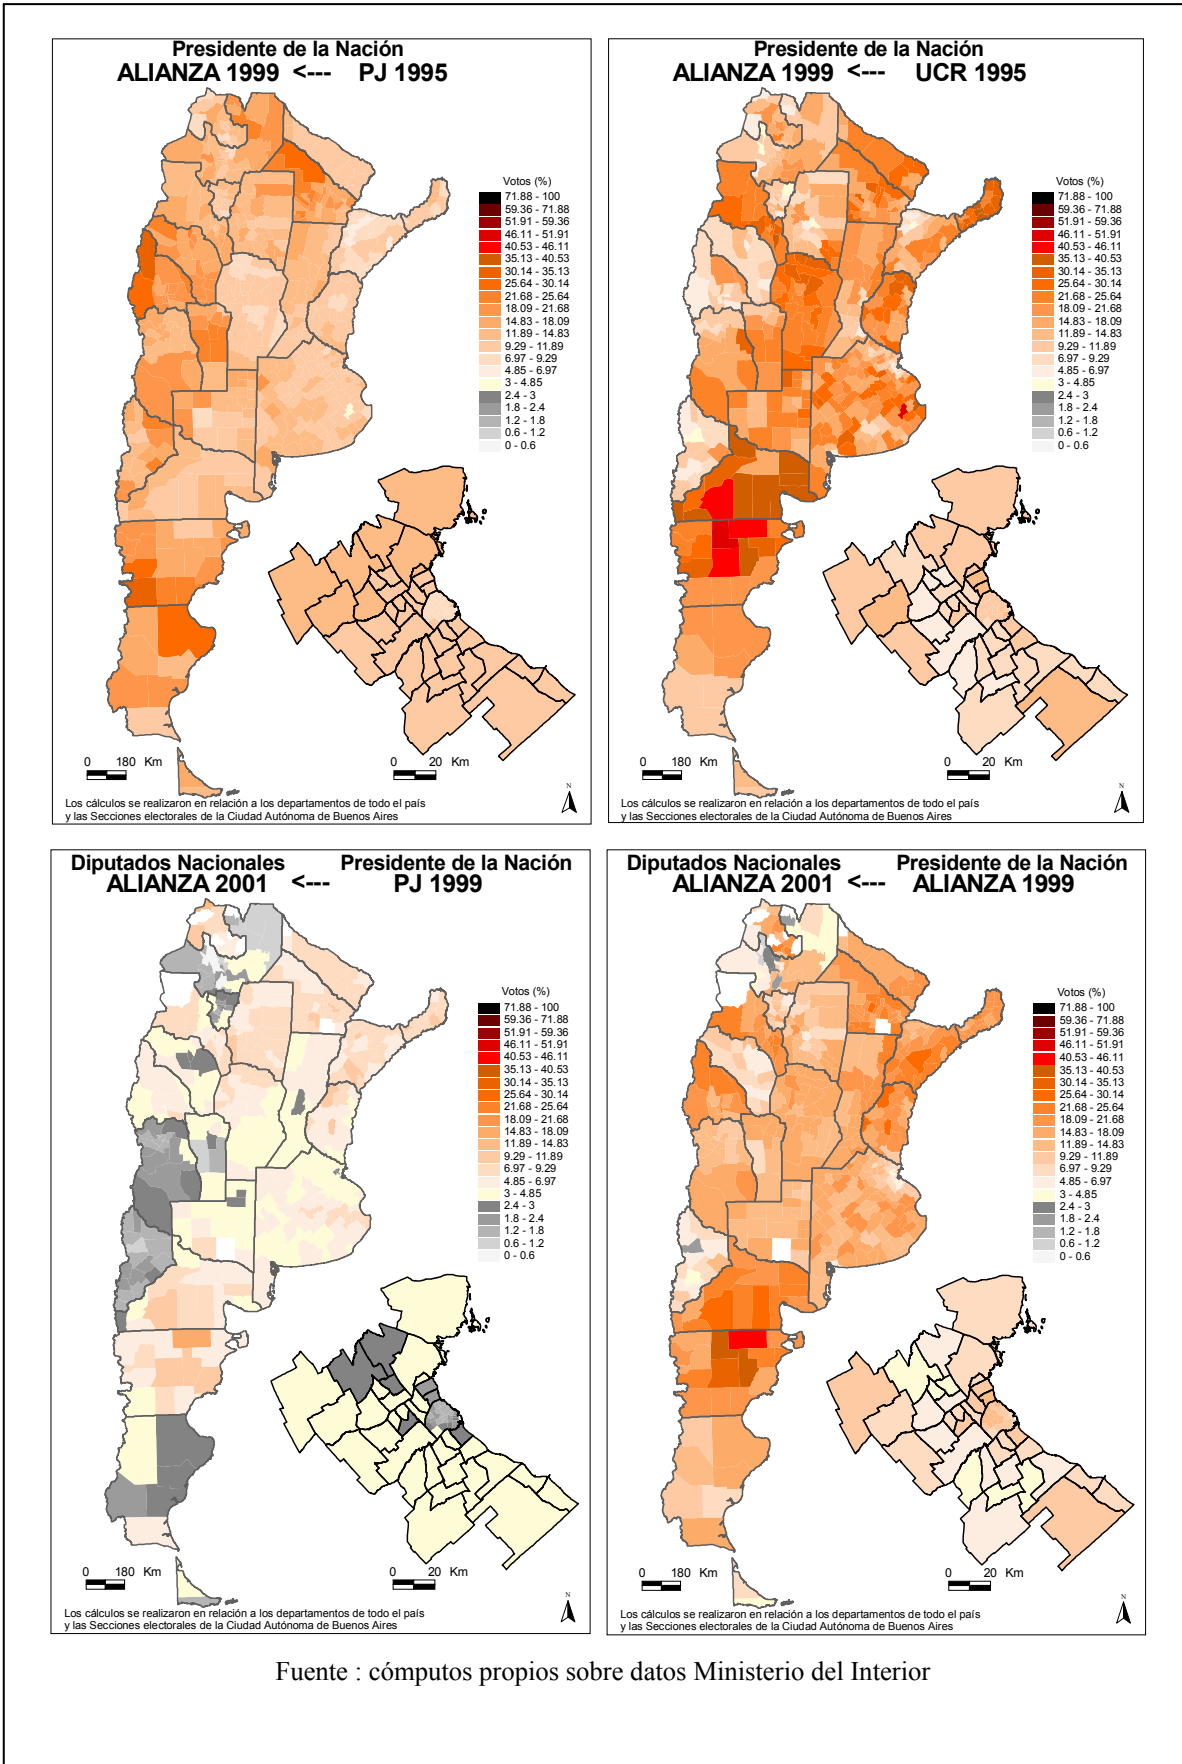 Presidente de la Nación
ALIANZA 1999 <--- PJ 1995
Votos (%)
71.88 - 100
59.36 - 71.88
51.91 - 59.36
46.11 - 51.91
40.53 - 46.11
35.13 - 40.53
30.14 - 35.13
25.64 - 30.14
21.68 - 25.64
18.09 - 21.68
14.83 - 18.09
11.89 - 14.83
9.29 - 11.89
6.97 - 9.29
4.85 - 6.97
3 - 4.85
2.4 - 3
1.8 - 2.4
1.2 - 1.8
0.6 - 1.2
0 - 0.6
0 180 Km
0 20 Km
N
Los cálculos se realizaron en relación a los departamentos de todo el país
y las Secciones electorales de la Ciudad Autónoma de Buenos Aires
Presidente de la Nación
ALIANZA 1999 <--- UCR 1995
Votos (%)
71.88 - 100
59.36 - 71.88
51.91 - 59.36
46.11 - 51.91
40.53 - 46.11
35.13 - 40.53
30.14 - 35.13
25.64 - 30.14
21.68 - 25.64
18.09 - 21.68
14.83 - 18.09
11.89 - 14.83
9.29 - 11.89
6.97 - 9.29
4.85 - 6.97
3 - 4.85
2.4 - 3
1.8 - 2.4
1.2 - 1.8
0.6 - 1.2
0 - 0.6
0 180 Km
0 20 Km
N
Los cálculos se realizaron en relación a los departamentos de todo el país
y las Secciones electorales de la Ciudad Autónoma de Buenos Aires
Diputados Nacionales Presidente de la Nación
ALIANZA 2001 <--- PJ 1999
Votos (%)
71.88 - 100
59.36 - 71.88
51.91 - 59.36
46.11 - 51.91
40.53 - 46.11
35.13 - 40.53
30.14 - 35.13
25.64 - 30.14
21.68 - 25.64
18.09 - 21.68
14.83 - 18.09
11.89 - 14.83
9.29 - 11.89
6.97 - 9.29
4.85 - 6.97
3 - 4.85
2.4 - 3
1.8 - 2.4
1.2 - 1.8
0.6 - 1.2
0 - 0.6
0 180 Km
0 20 Km
N
Los cálculos se realizaron en relación a los departamentos de todo el país
y las Secciones electorales de la Ciudad Autónoma de Buenos Aires
Diputados Nacionales Presidente de la Nación
ALIANZA 2001 <--- ALIANZA 1999
Votos (%)
71.88 - 100
59.36 - 71.88
51.91 - 59.36
46.11 - 51.91
40.53 - 46.11
35.13 - 40.53
30.14 - 35.13
25.64 - 30.14
21.68 - 25.64
18.09 - 21.68
14.83 - 18.09
11.89 - 14.83
9.29 - 11.89
6.97 - 9.29
4.85 - 6.97
3 - 4.85
2.4 - 3
1.8 - 2.4
1.2 - 1.8
0.6 - 1.2
0 - 0.6
0 180 Km
0 20 Km
N
Los cálculos se realizaron en relación a los departamentos de todo el país
y las Secciones electorales de la Ciudad Autónoma de Buenos Aires
Fuente : cómputos propios sobre datos Ministerio del Interior